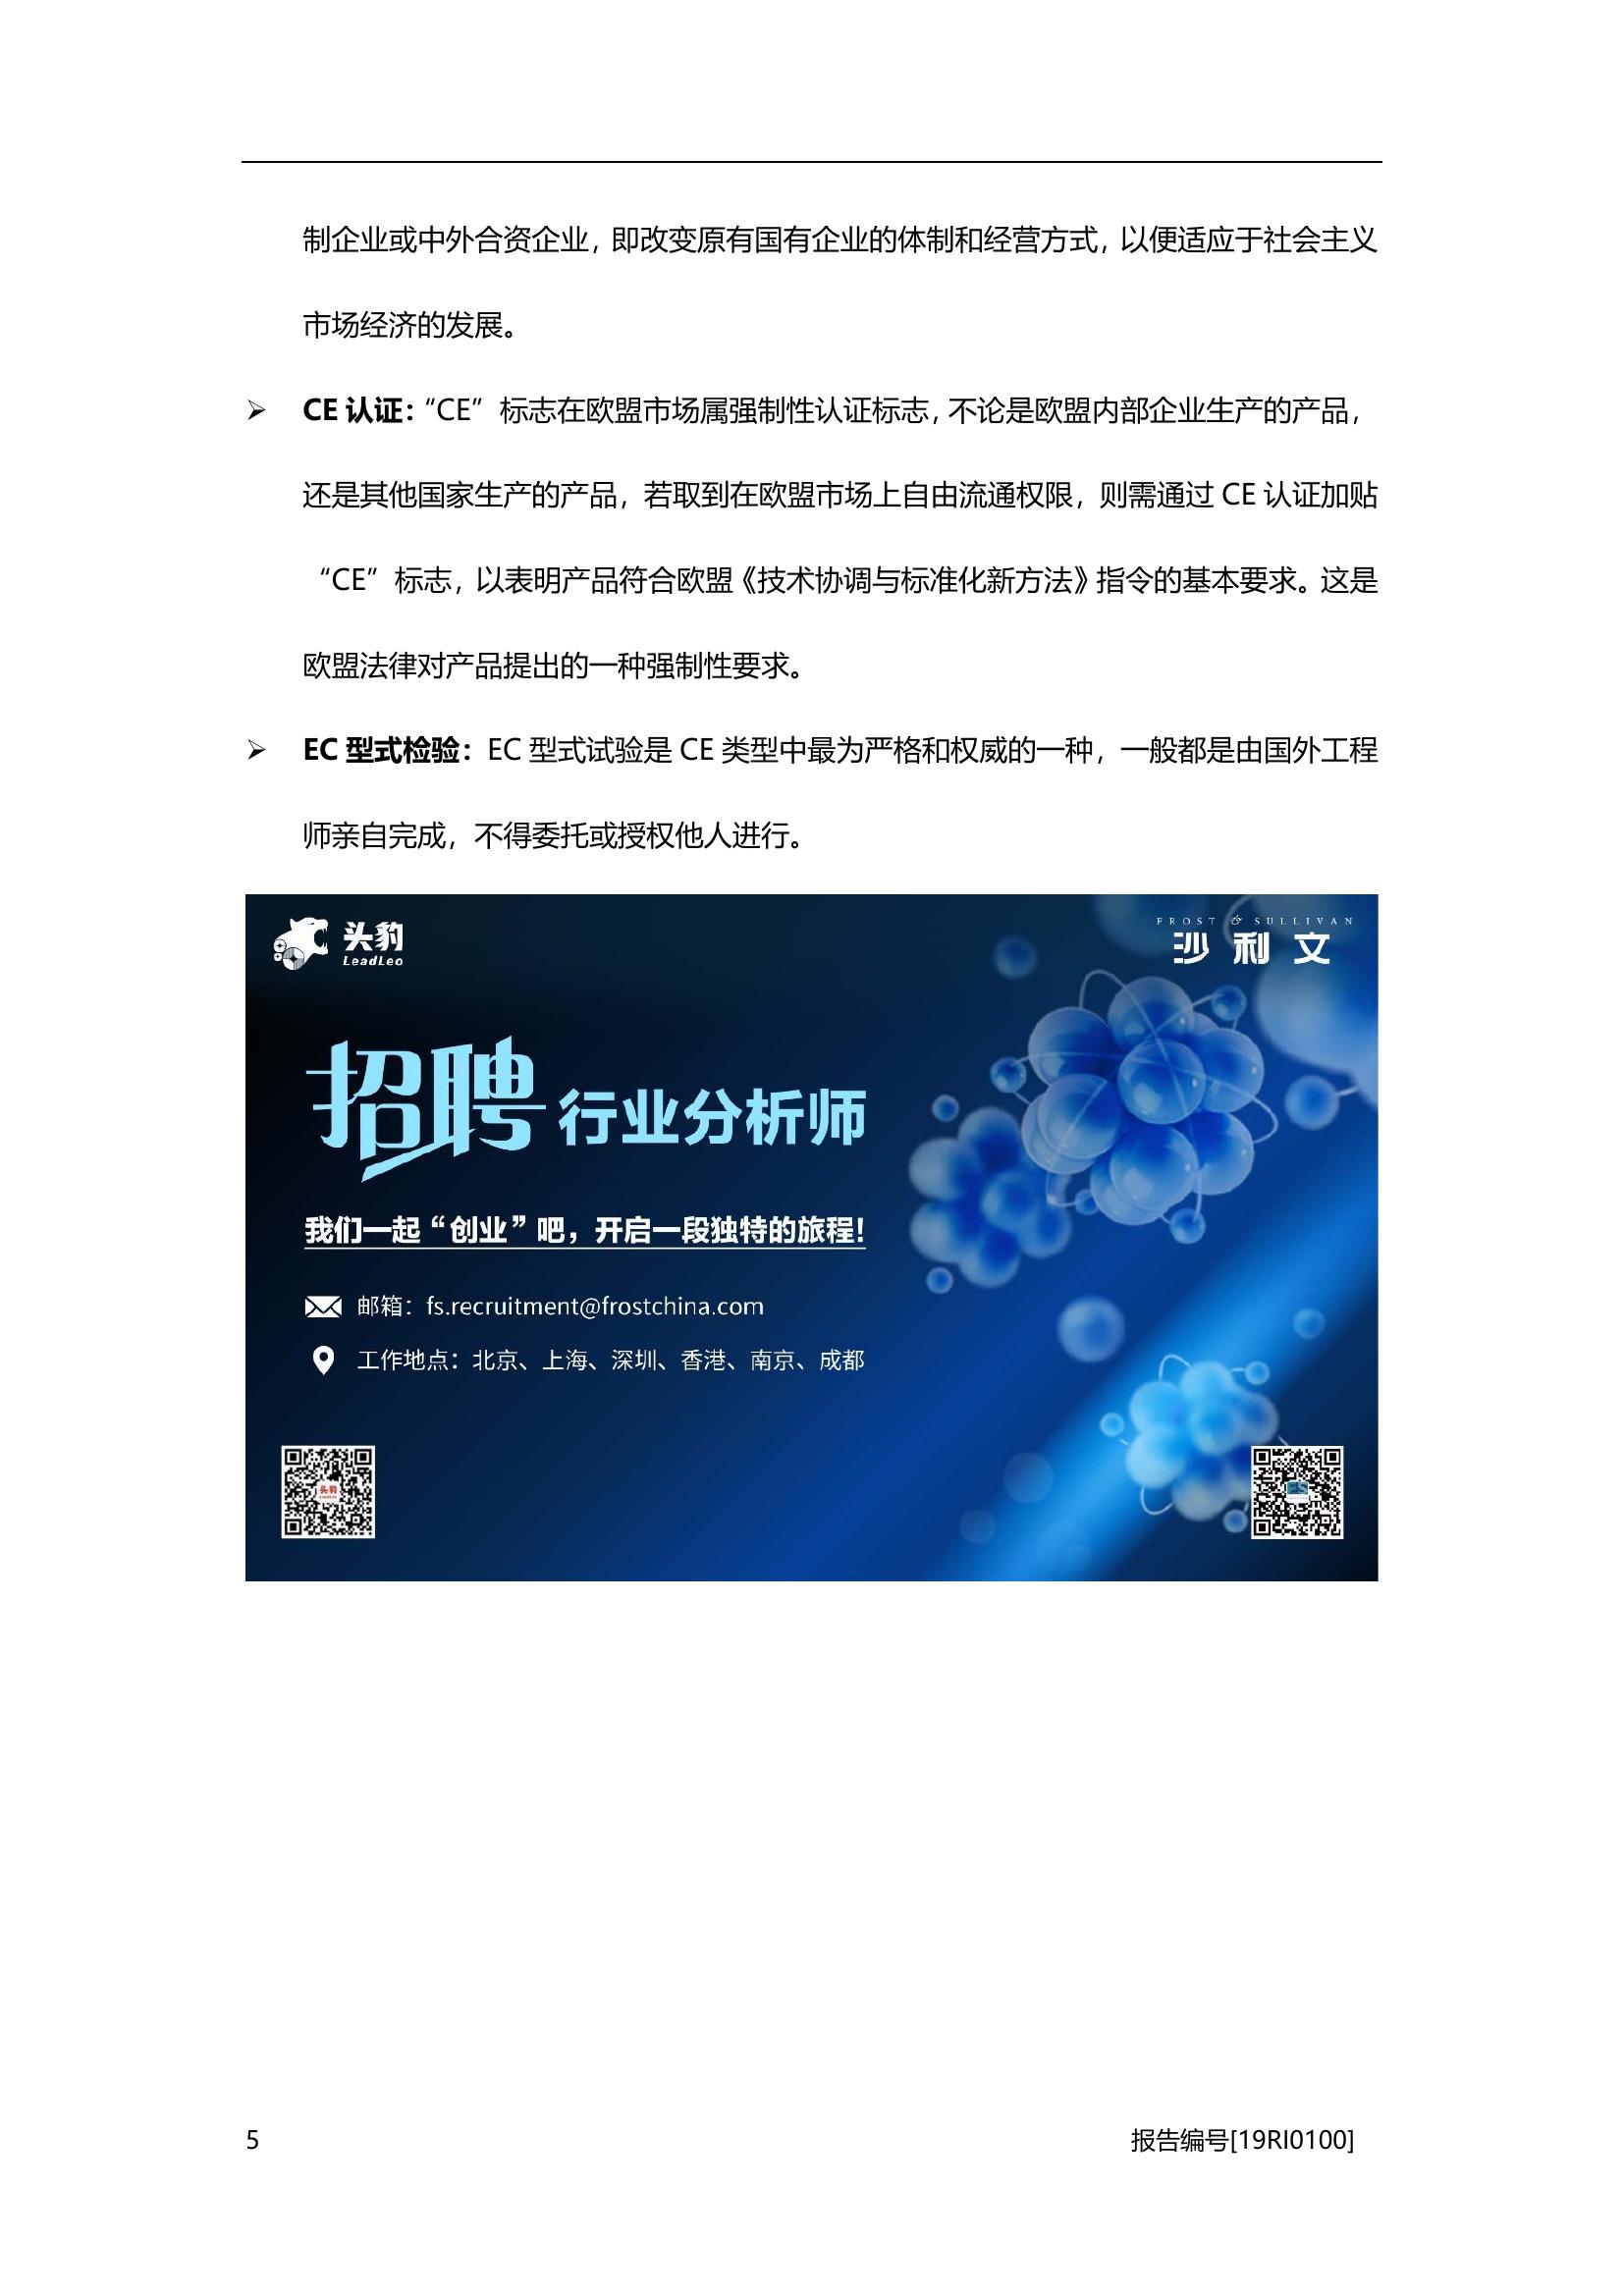 制企业或中外合资企业，即改变原有国有企业的体制和经营方式，以便适应于社会主义
市场经济的发展。
➢ CE 认证：“CE”标志在欧盟市场属强制性认证标志，不论是欧盟内部企业生产的产品，
还是其他国家生产的产品，若取到在欧盟市场上自由流通权限，则需通过 CE 认证加贴
“CE”标志，以表明产品符合欧盟《技术协调与标准化新方法》指令的基本要求。这是
欧盟法律对产品提出的一种强制性要求。
➢ EC 型式检验：EC 型式试验是 CE 类型中最为严格和权威的一种，一般都是由国外工程
师亲自完成，不得委托或授权他人进行。
头豹
LeadLeo
FROST & SULLIVAN
沙利文
招聘 行业分析师
我们一起“创业”吧，开启一段独特的旅程!
邮箱：fs.recruitment@frostchina.com
工作地点：北京、上海、深圳、香港、南京、成都
头豹
FS
5 报告编号[19RI0100]